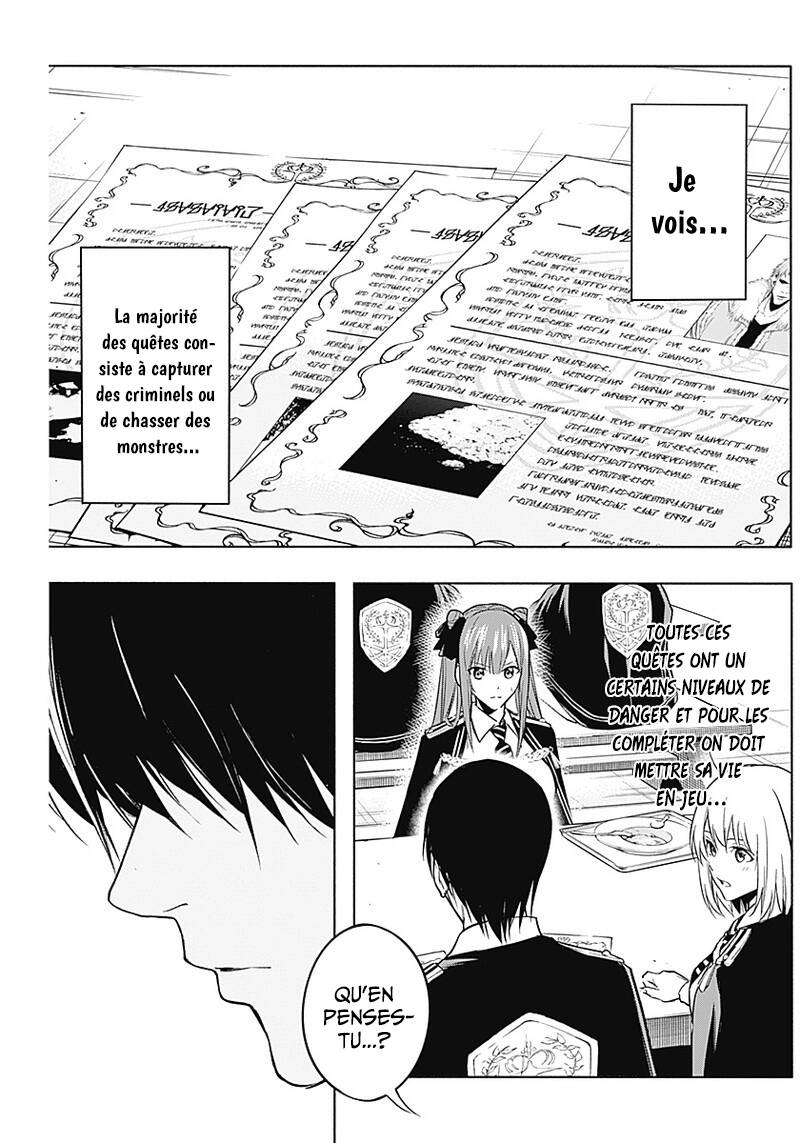 Je
vois...
La majorité
des quêtes con-
siste à capturer
des criminels ou
de chasser des
monstres...
TOUTES CES
QUÊTES ONT UN
CERTAINS NIVEAUX DE
DANGER ET POUR LES
COMPLÉTER ON DOIT
METTRE SA VIE
EN JEU...
QU'EN
PENSES-
TU...?